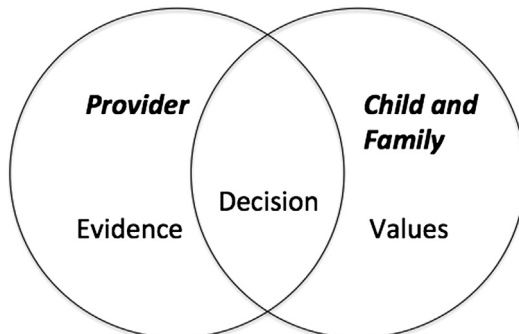 Provider
Child and
Family
Decision
Evidence
Values